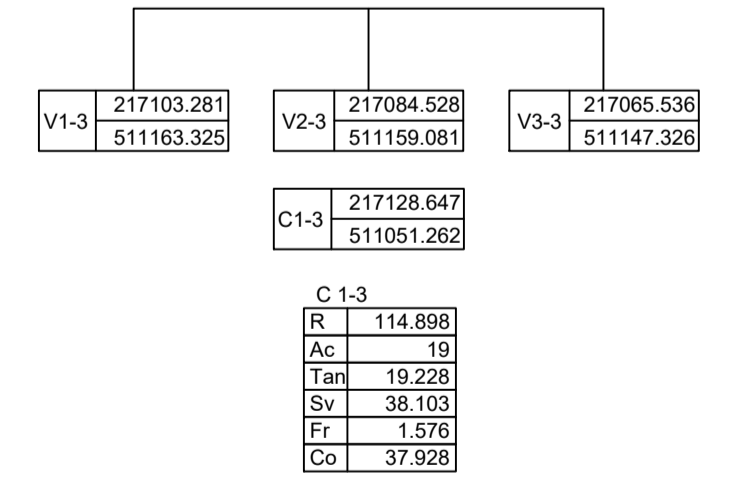 V1-3 217103.281 511163.325
V2-3 217084.528 511159.081
V3-3 217065.536 511147.326
C1-3 217128.647 511051.262
C 1-3
R 114.898
Ac 19
Tan 19.228
Sv 38.103
Fr 1.576
Co 37.928